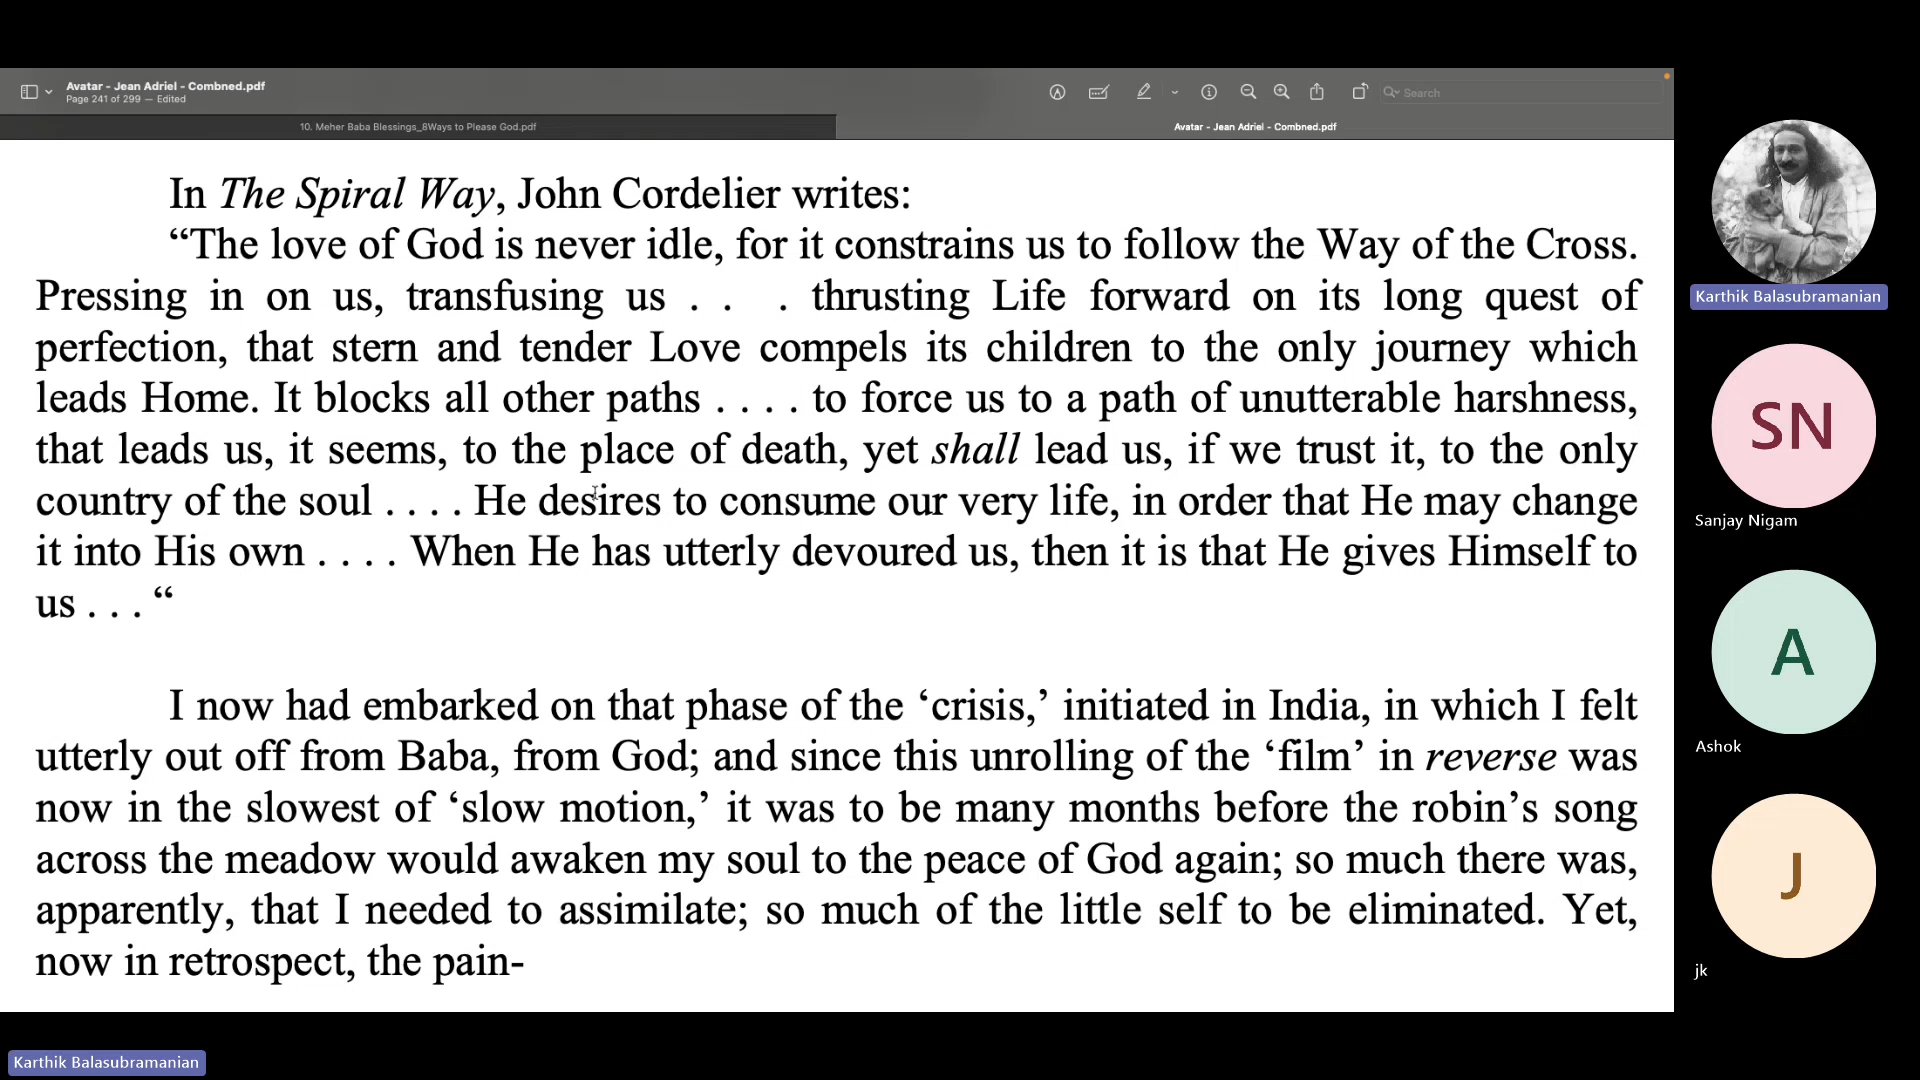 Avatar - Jean Adriel - Combned.pdf
Page 241 of 299 — Edited
Search
10. Meher Baba Blessings_8Ways to Please God.pdf
Avatar - Jean Adriel - Combned.pdf
In The Spiral Way, John Cordelier writes:
“The love of God is never idle, for it constrains us to follow the Way of the Cross.
Pressing in on us, transfusing us . . . thrusting Life forward on its long quest of
perfection, that stern and tender Love compels its children to the only journey which
leads Home. It blocks all other paths . . . . to force us to a path of unutterable harshness,
that leads us, it seems, to the place of death, yet shall lead us, if we trust it, to the only
country of the soul . . . . He desires to consume our very life, in order that He may change
it into His own . . . . When He has utterly devoured us, then it is that He gives Himself to
us . . . “
I now had embarked on that phase of the ‘crisis,’ initiated in India, in which I felt
utterly out off from Baba, from God; and since this unrolling of the ‘film’ in reverse was
now in the slowest of ‘slow motion,’ it was to be many months before the robin’s song
across the meadow would awaken my soul to the peace of God again; so much there was,
apparently, that I needed to assimilate; so much of the little self to be eliminated. Yet,
now in retrospect, the pain-
Karthik Balasubramanian
SN
Sanjay Nigam
A
Ashok
J
jk
Karthik Balasubramanian